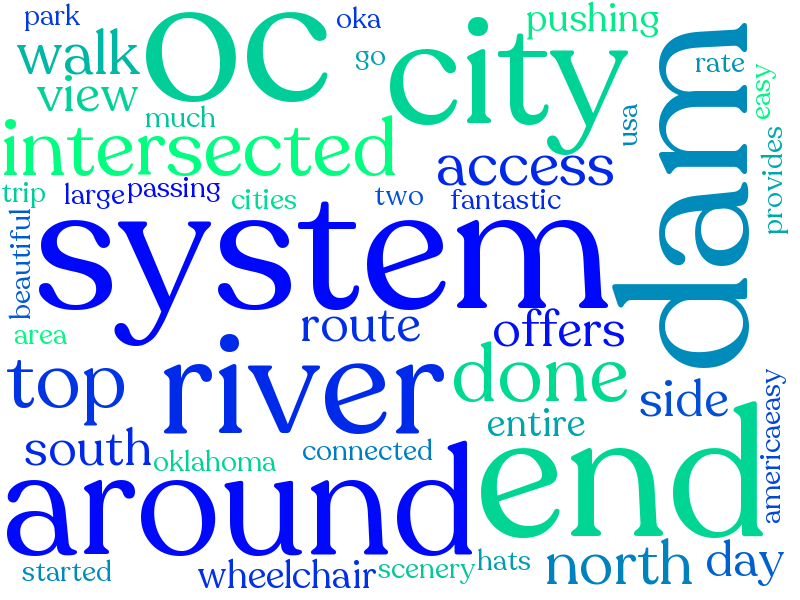 park
oc
oka
pushing
walk
city
go
dam
rate
view
easy
much
usa
intersected
access
provides
trip
large
passing
cities
two
fantastic
beautiful
system
area
route
offers
top
river
done
side
americaeasy
entire
south
oklahoma
connected
around
end
started
wheelchair
scenery
hats
north
day